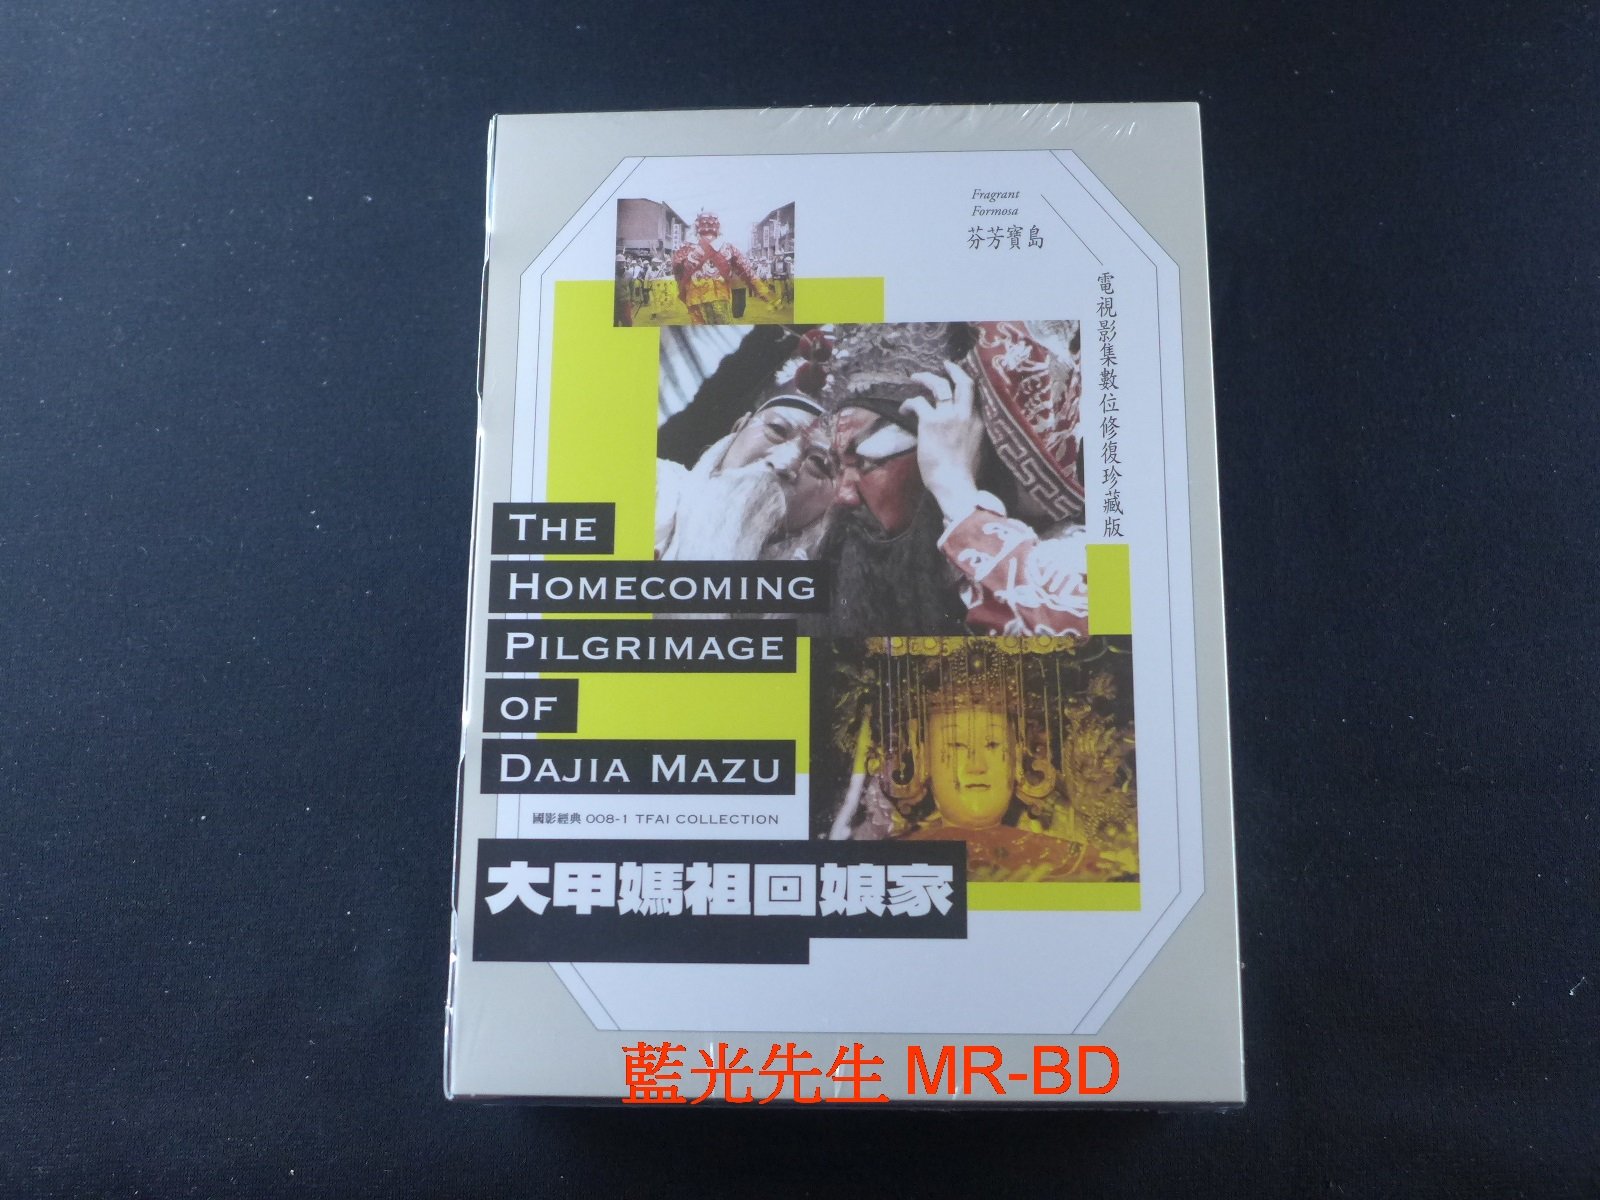 Fragrant
Formosa
芬芳寶島
電視影集數位修復珍藏版
THE
HOMECOMING
PILGRIMAGE
OF
DAJIA MAZU
國影經典 008-1 TFAI COLLECTION
大甲媽祖回娘家
藍光先生 MR-BD